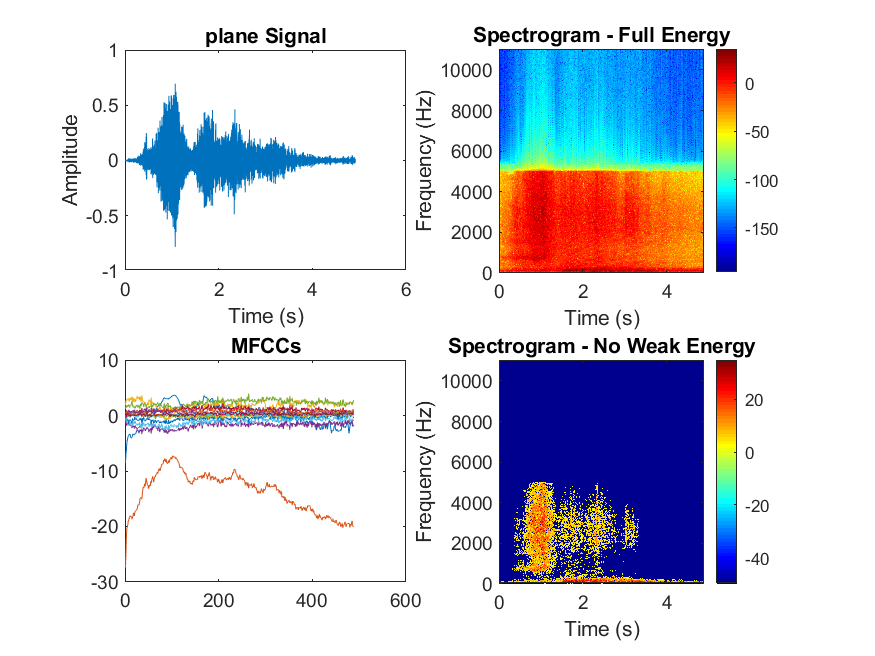 plane Signal
1
0.5
0
-0.5
-1
Amplitude
0 2 4 6
Time (s)
Spectrogram - Full Energy
10000
8000
6000
4000
2000
0
Frequency (Hz)
0 2 4
Time (s)
0
-50
-100
-150
MFCCs
10
0
-10
-20
-30
0 200 400 600
Spectrogram - No Weak Energy
10000
8000
6000
4000
2000
0
Frequency (Hz)
0 2 4
Time (s)
20
0
-20
-40